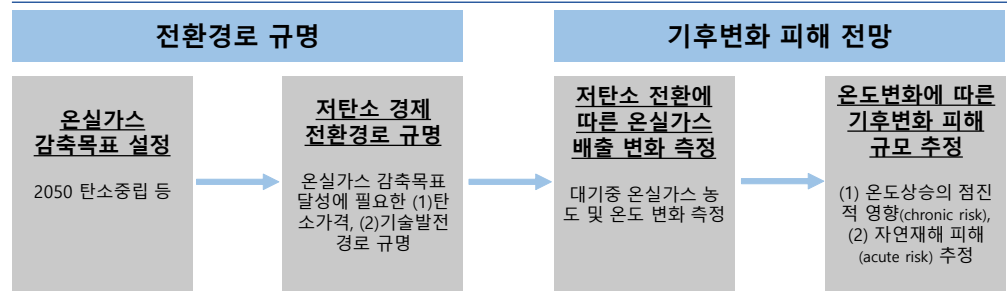 전환경로 규명
기후변화 피해 전망
온실가스
감축목표 설정
2050 탄소중립 등
저탄소 경제
전환경로 규명
온실가스 감축목표
달성에 필요한 (1)탄
소가격, (2)기술발전
경로 규명
저탄소 전환에
따른 온실가스
배출 변화 측정
대기중 온실가스 농
도 및 온도 변화 측정
온도변화에 따른
기후변화 피해
규모 추정
(1) 온도상승의 점진
적 영향(chronic risk),
(2) 자연재해 피해
(acute risk) 추정